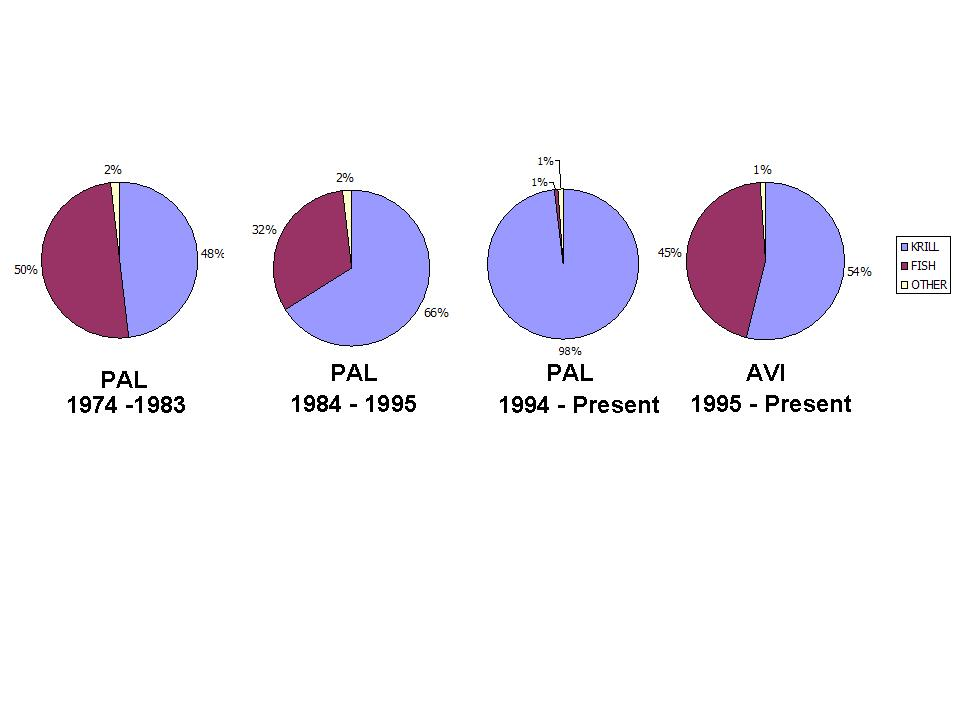 2%
50%
48%
PAL
1974 -1983
2%
32%
66%
PAL
1984 - 1995
1%
1%
98%
PAL
1994 - Present
1%
45%
54%
AVI
1995 - Present
KRILL
FISH
OTHER